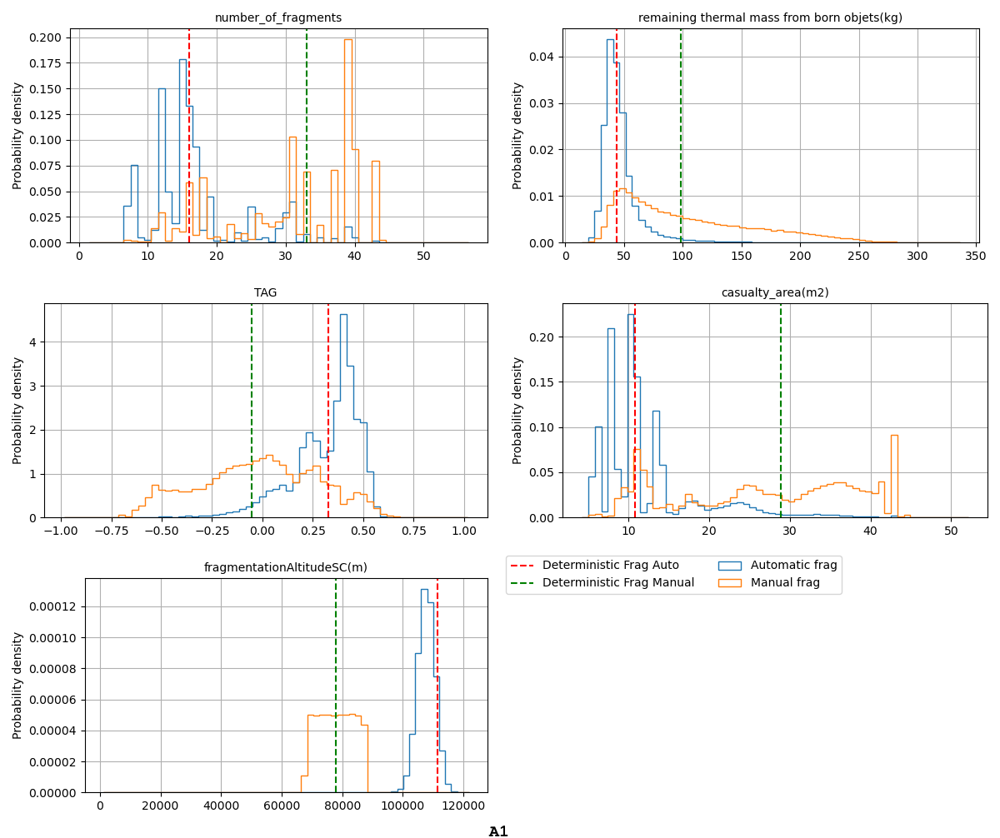 number_of_fragments
Probability density
0.200
0.175
0.150
0.125
0.100
0.075
0.050
0.025
0.000
0 10 20 30 40 50
remaining thermal mass from born objets(kg)
Probability density
0.04
0.03
0.02
0.01
0.00
0 50 100 150 200 250 300 350
TAG
Probability density
4
3
2
1
0
−1.00 −0.75 −0.50 −0.25 0.00 0.25 0.50 0.75 1.00
casualty_area(m2)
Probability density
0.20
0.15
0.10
0.05
0.00
10 20 30 40 50
fragmentationAltitudeSC(m)
Probability density
0.00012
0.00010
0.00008
0.00006
0.00004
0.00002
0.00000
0 20000 40000 60000 80000 100000 120000
Deterministic Frag Auto
Deterministic Frag Manual
Automatic frag
Manual frag
A1